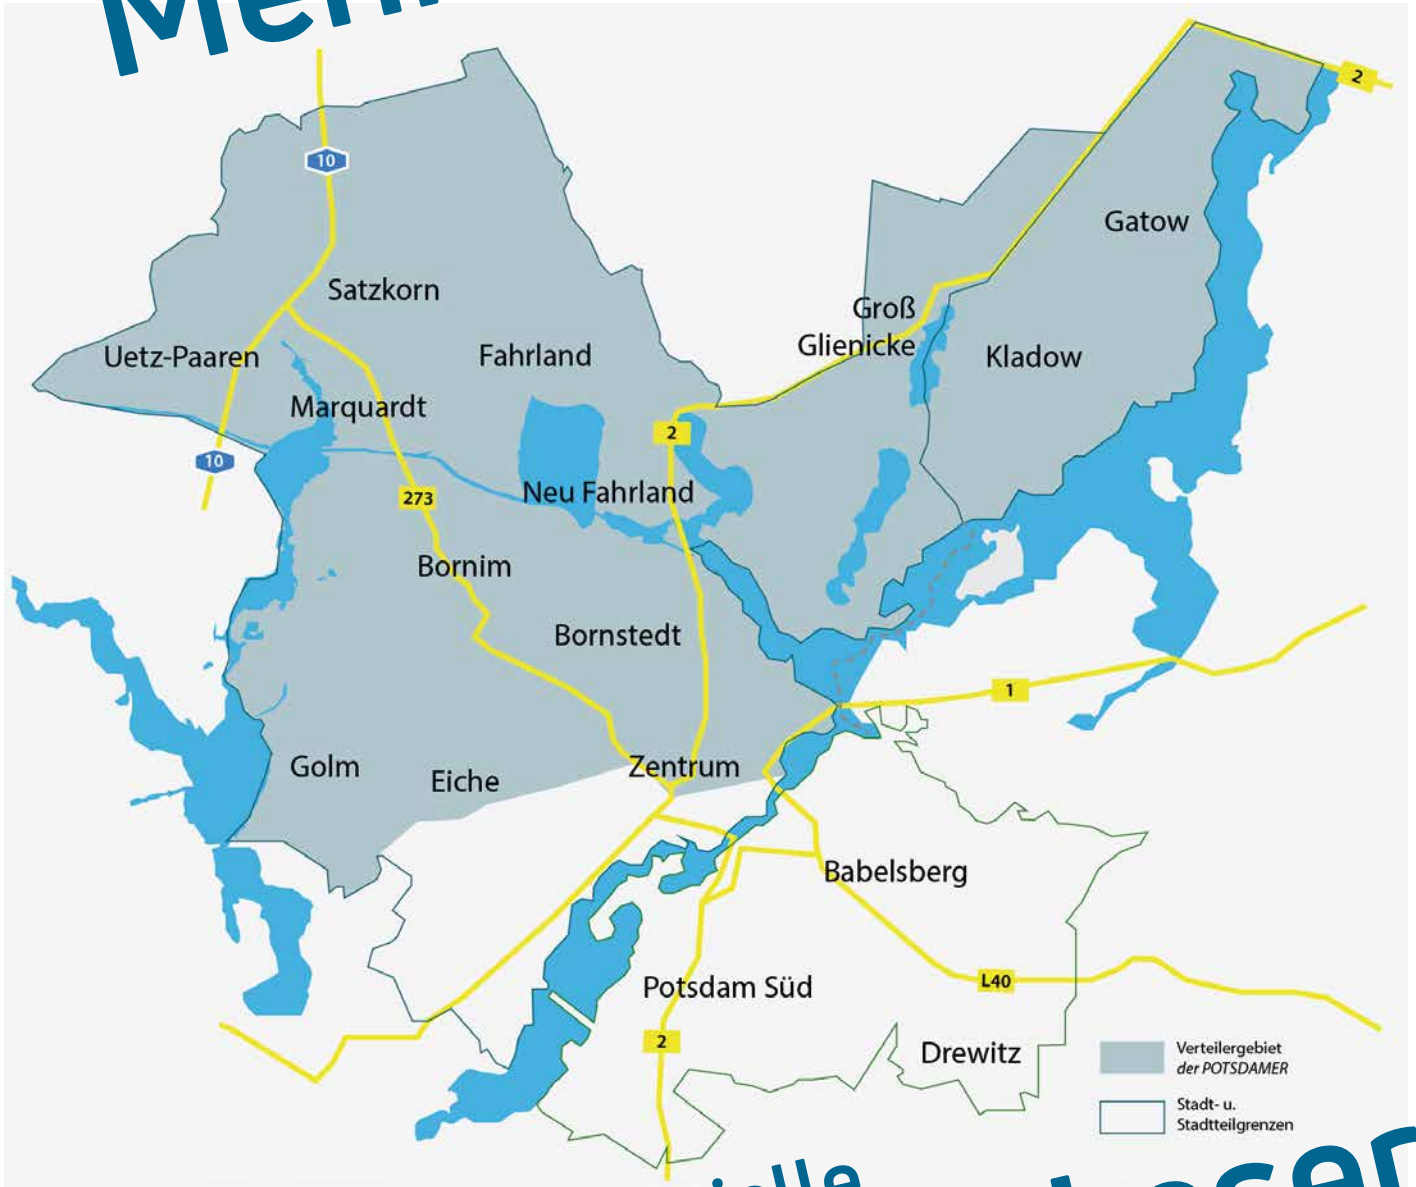 2
10
Gatow
Satzkorn
Groß
Glienicke
Uetz-Paaren
Fahrland
Kladow
Marquardt
2
10
273
Neu Fahrland
Bornim
Bornstedt
1
Golm
Eiche
Zentrum
Babelsberg
L40
Potsdam Süd
2
Drewitz
Verteilergebiet
der POTSDAMER
Stadt- u.
Stadtteilgrenzen